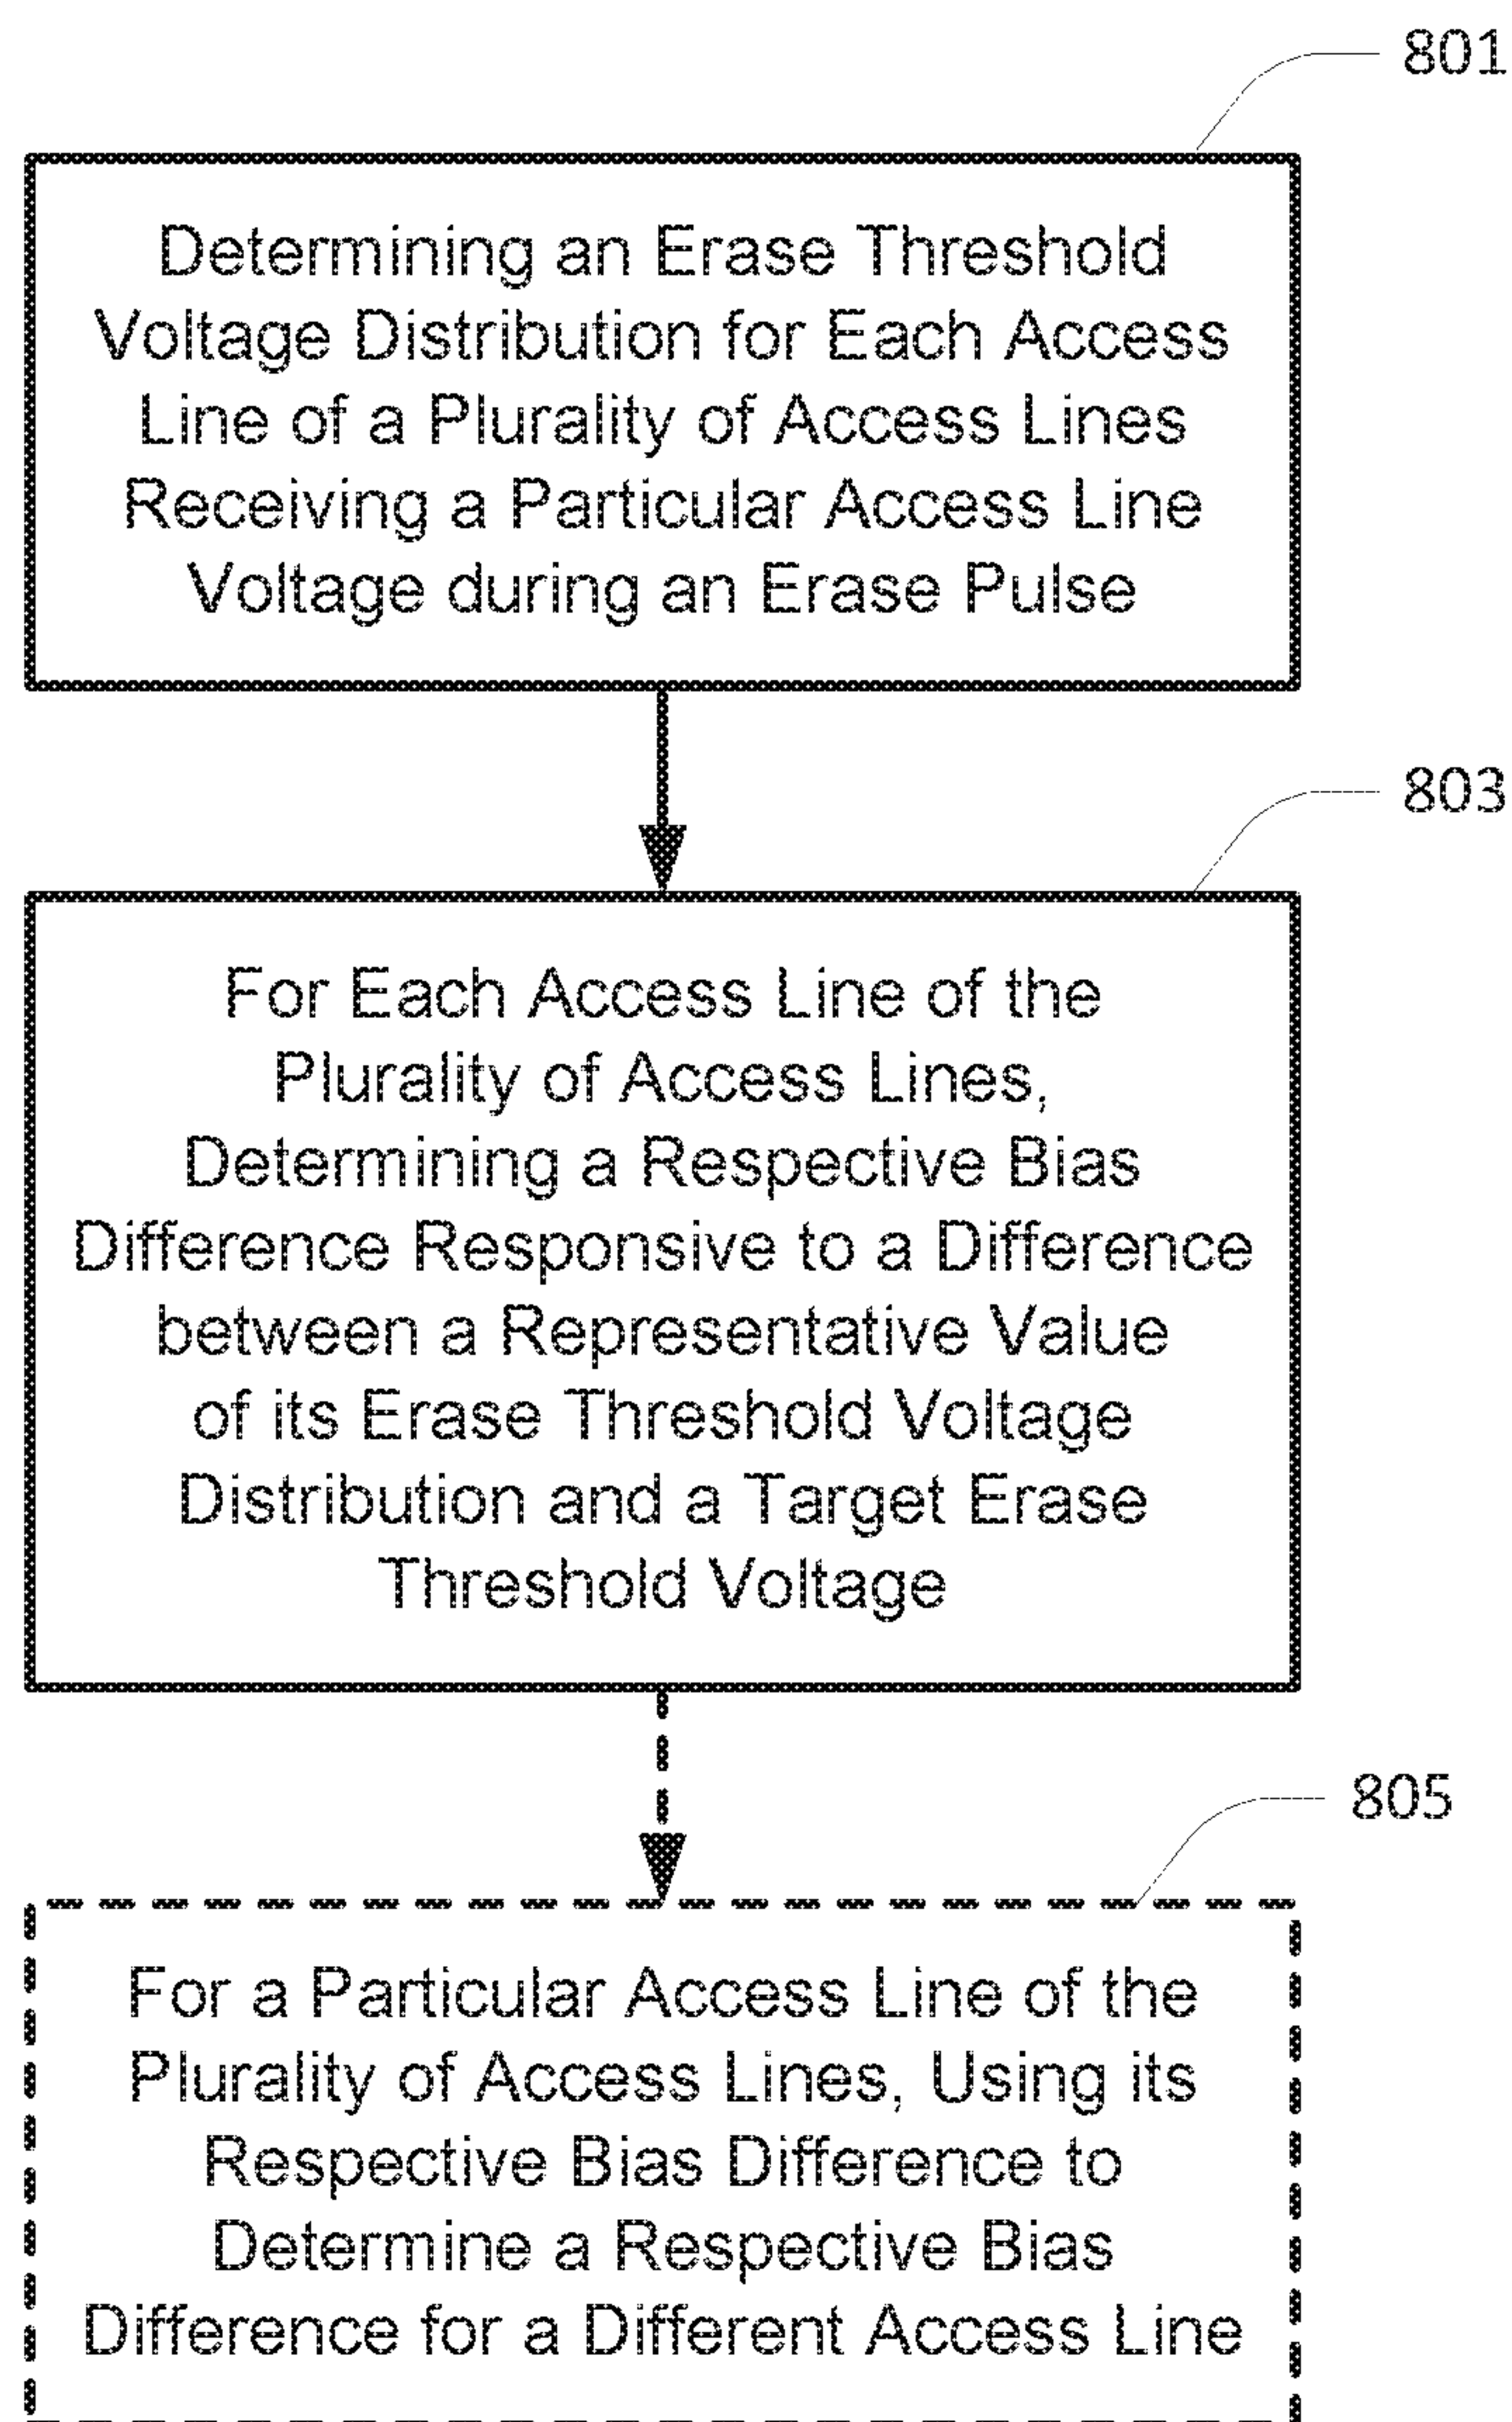 801
Determining an Erase Threshold
Voltage Distribution for Each Access
Line of a Plurality of Access Lines
Receiving a Particular Access Line
Voltage during an Erase Pulse
803
For Each Access Line of the
Plurality of Access Lines,
Determining a Respective Bias
Difference Responsive to a Difference
between a Representative Value
of its Erase Threshold Voltage
Distribution and a Target Erase
Threshold Voltage
805
For a Particular Access Line of the
Plurality of Access Lines, Using its
Respective Bias Difference to
Determine a Respective Bias
Difference for a Different Access Line